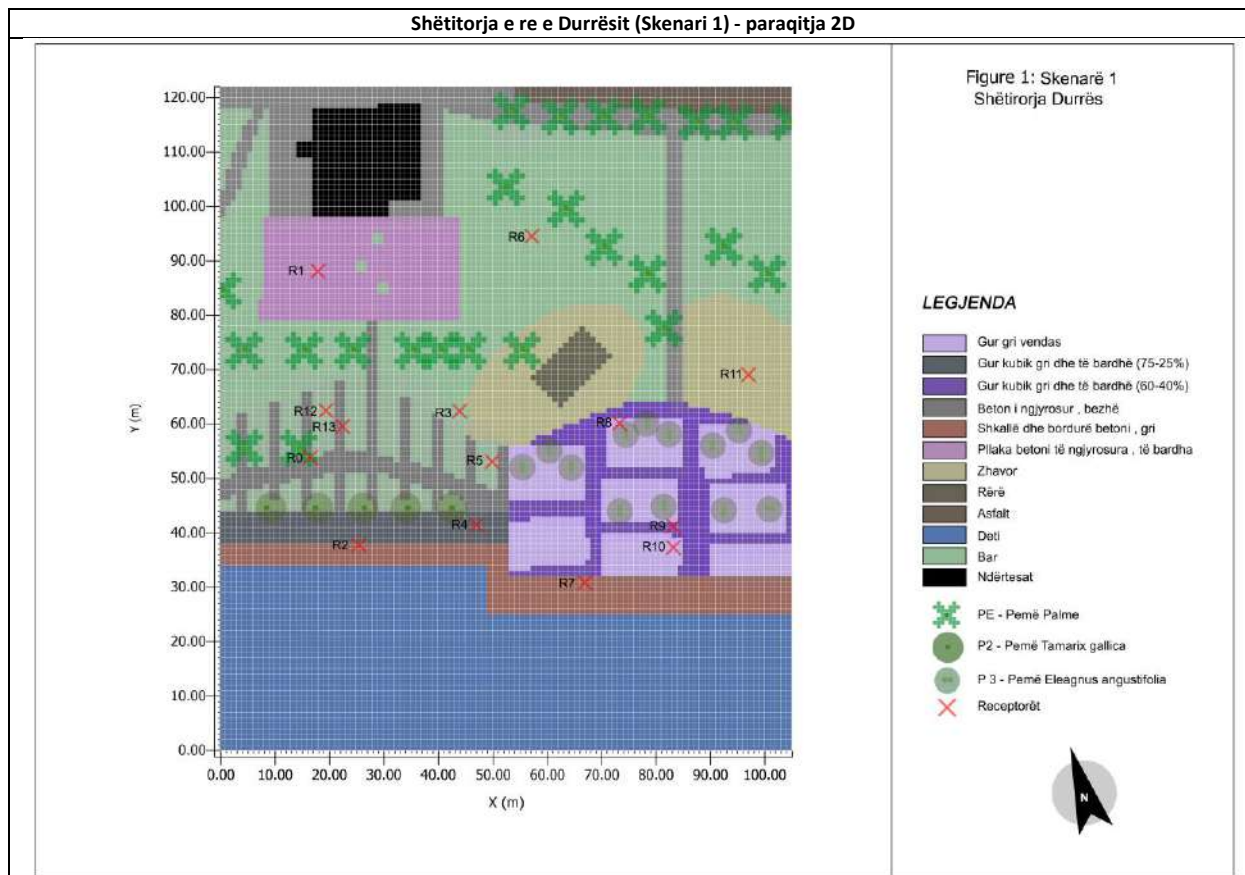 Shëtitorja e re e Durrësit (Skenari 1) - paraqitja 2D
Figure 1: Skenarë 1
Shëtirorja Durrës
120.00
110.00
100.00
90.00
80.00
70.00
60.00
50.00
40.00
30.00
20.00
10.00
0.00
Y (m)
R6
R1
R11
R12
R3
R13
R8
R0
R5
R4
R9
R2
R10
R7
0.00 10.00 20.00 30.00 40.00 50.00 60.00 70.00 80.00 90.00 100.00
X (m)
LEGJENDA
Gur gri vendas
Gur kubik gri dhe të bardhë (75-25%)
Gur kubik gri dhe të bardhë (60-40%)
Beton i ngjyrosur , bezhë
Shkallë dhe bordurë betoni , gri
Pllaka betoni të ngjyrosura , të bardha
Zhavor
Rërë
Asfalt
Deti
Bar
Ndërtesat
PE - Pemë Palme
P2 - Pemë Tamarix gallica
P 3 - Pemë Eleagnus angustifolia
Receptorët
N